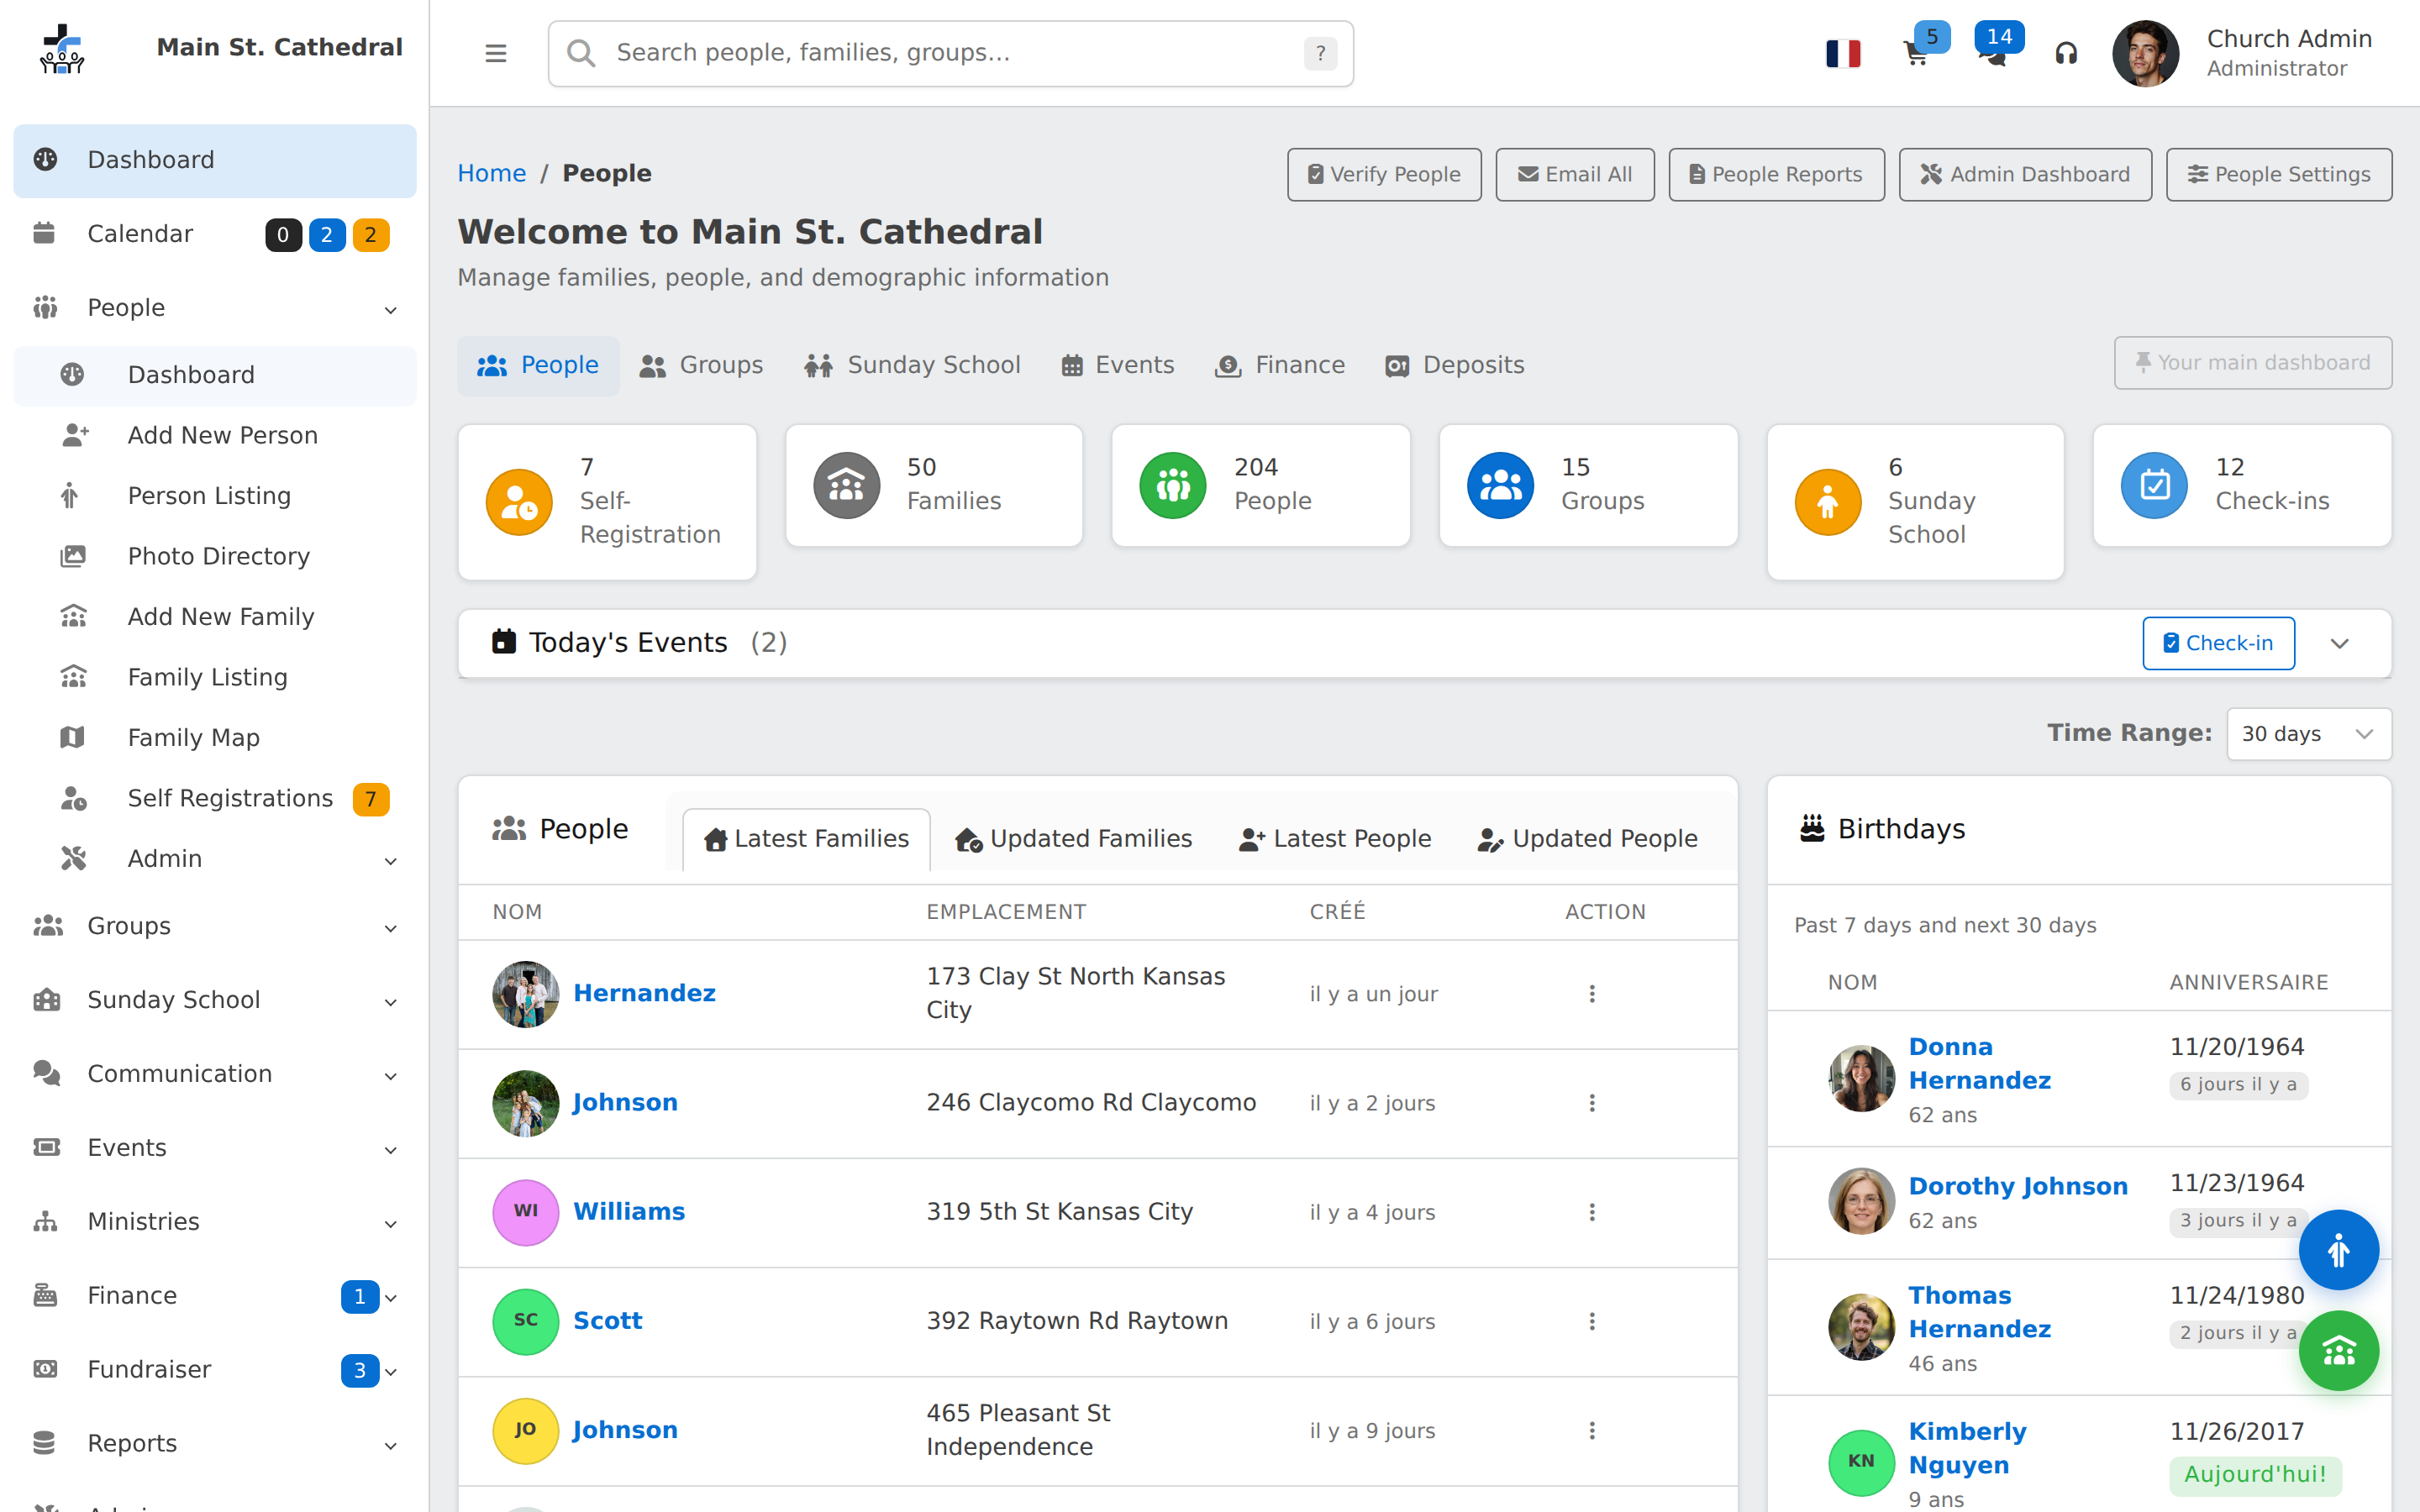 Main St. Cathedral
Search people, families, groups...
?
5
14
Church Admin
Administrator
Dashboard
Calendar
0
2
2
People
Dashboard
Add New Person
Person Listing
Photo Directory
Add New Family
Family Listing
Family Map
Self Registrations
7
Admin
Groups
Sunday School
Communication
Events
Ministries
Finance
1
Fundraiser
3
Reports
Home / People
Verify People
Email All
People Reports
Admin Dashboard
People Settings
Welcome to Main St. Cathedral
Manage families, people, and demographic information
People
Groups
Sunday School
Events
Finance
Deposits
Your main dashboard
7
Self-
Registration
50
Families
204
People
15
Groups
6
Sunday
School
12
Check-ins
Today's Events (2)
Check-in
Time Range:
30 days
People
Latest Families
Updated Families
Latest People
Updated People
NOM
EMPLACEMENT
CRÉÉ
ACTION
Hernandez
173 Clay St North Kansas
City
il y a un jour
Johnson
246 Claycomo Rd Claycomo
il y a 2 jours
WI
Williams
319 5th St Kansas City
il y a 4 jours
SC
Scott
392 Raytown Rd Raytown
il y a 6 jours
JO
Johnson
465 Pleasant St
Independence
il y a 9 jours
Birthdays
Past 7 days and next 30 days
NOM
ANNIVERSAIRE
Donna
Hernandez
62 ans
11/20/1964
6 jours il y a
Dorothy Johnson
62 ans
11/23/1964
3 jours il y a
Thomas
Hernandez
46 ans
11/24/1980
2 jours il y a
KN
Kimberly
Nguyen
9 ans
11/26/2017
Aujourd'hui!